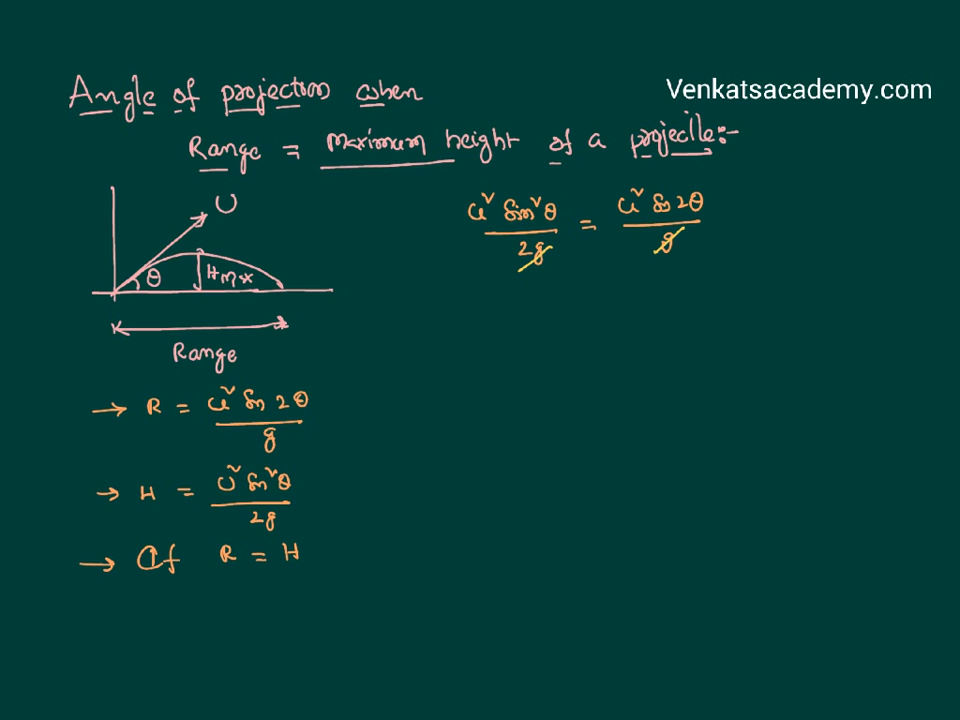 Angle of projection when
Venkatsacademy.com
Range = maximum height of a projectile:-
U
θ
Hmax
Range
u² sin²θ / 2g = u² sin 2θ / g
→ R = u² sin 2θ / g
→ H = U² sin²θ / 2g
→ If R = H